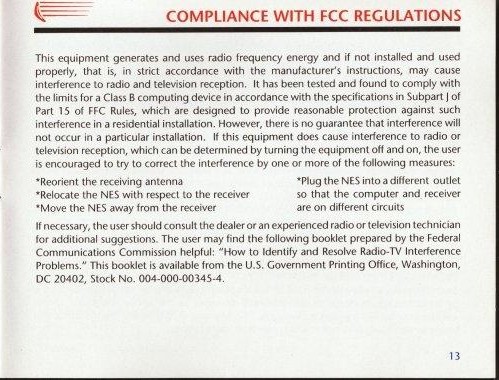 COMPLIANCE WITH FCC REGULATIONS
This equipment generates and uses radio frequency energy and if not installed and used
properly, that is, in strict accordance with the manufacturer's instructions, may cause
interference to radio and television reception. It has been tested and found to comply with
the limits for a Class B computing device in accordance with the specifications in Subpart J of
Part 15 of FFC Rules, which are designed to provide reasonable protection against such
interference in a residential installation. However, there is no guarantee that interference will
not occur in a particular installation. If this equipment does cause interference to radio or
television reception, which can be determined by turning the equipment off and on, the user
is encouraged to try to correct the interference by one or more of the following measures:
*Reorient the receiving antenna
*Relocate the NES with respect to the receiver
*Move the NES away from the receiver
*Plug the NES into a different outlet
so that the computer and receiver
are on different circuits
If necessary, the user should consult the dealer or an experienced radio or television technician
for additional suggestions. The user may find the following booklet prepared by the Federal
Communications Commission helpful: "How to Identify and Resolve Radio-TV Interference
Problems." This booklet is available from the U.S. Government Printing Office, Washington,
DC 20402, Stock No. 004-000-00345-4.
13